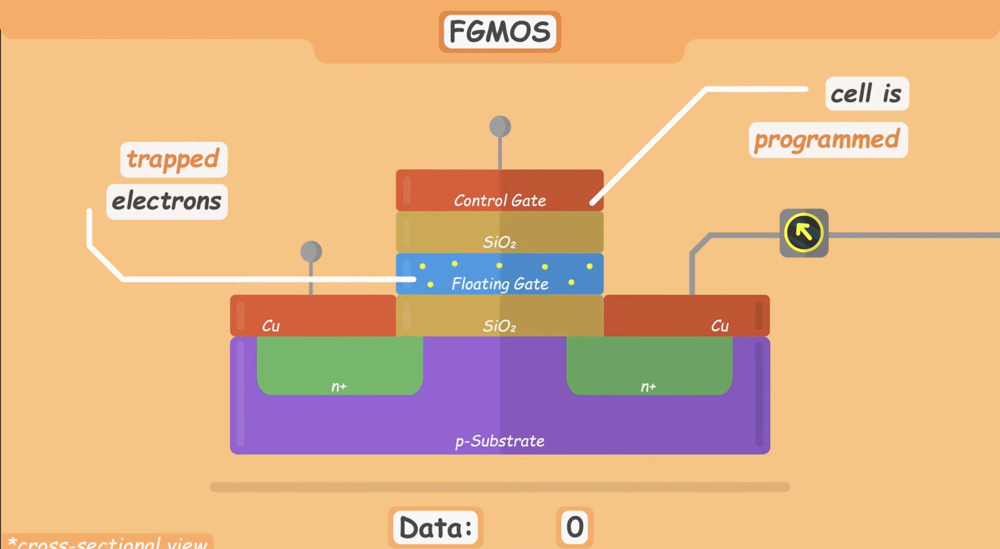 FGMOS
cell is
programmed
trapped
electrons
Control Gate
SiO₂
Floating Gate
Cu
SiO₂
Cu
n+
n+
p-Substrate
Data: 0
*cross-sectional view